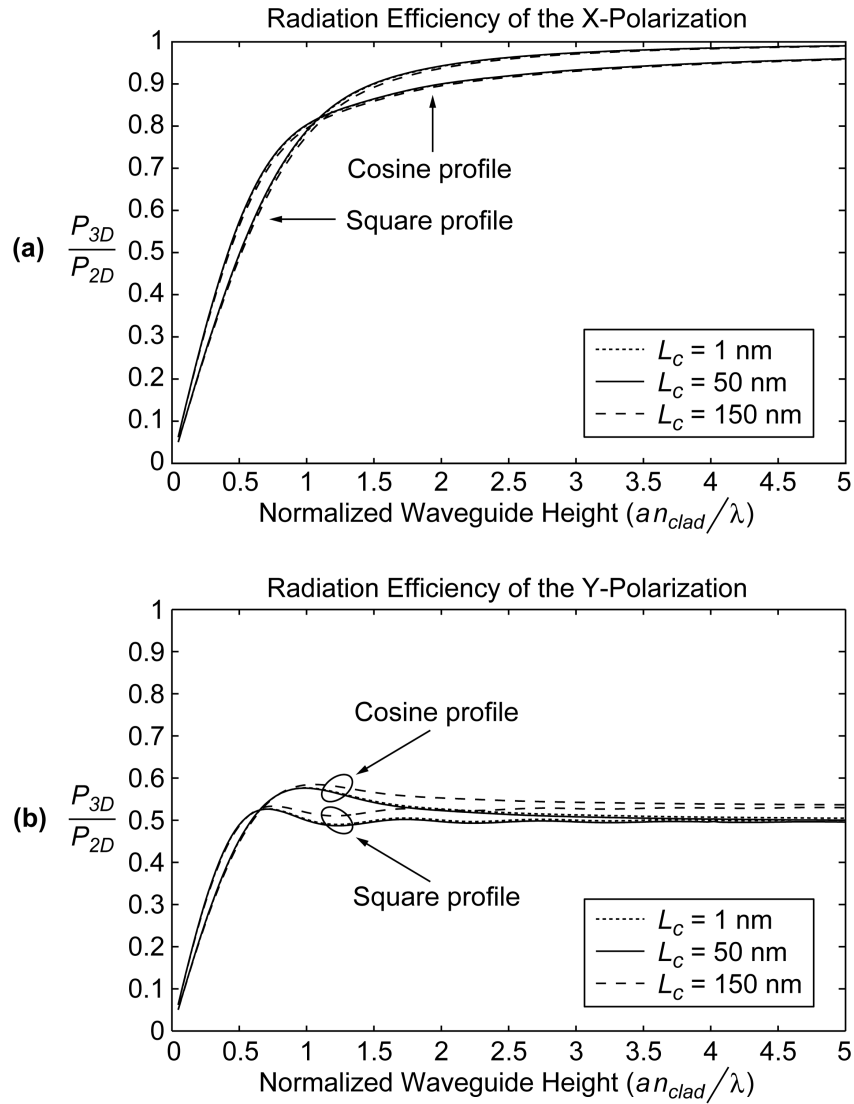 Radiation Efficiency of the X-Polarization
1
0.9
0.8
0.7
0.6
0.5
0.4
0.3
0.2
0.1
0
(a)
P3D
P2D
Cosine profile
Square profile
Lc = 1 nm
Lc = 50 nm
Lc = 150 nm
0 0.5 1 1.5 2 2.5 3 3.5 4 4.5 5
Normalized Waveguide Height (anclad/λ)
Radiation Efficiency of the Y-Polarization
1
0.9
0.8
0.7
0.6
0.5
0.4
0.3
0.2
0.1
0
(b)
P3D
P2D
Cosine profile
Square profile
Lc = 1 nm
Lc = 50 nm
Lc = 150 nm
0 0.5 1 1.5 2 2.5 3 3.5 4 4.5 5
Normalized Waveguide Height (anclad/λ)